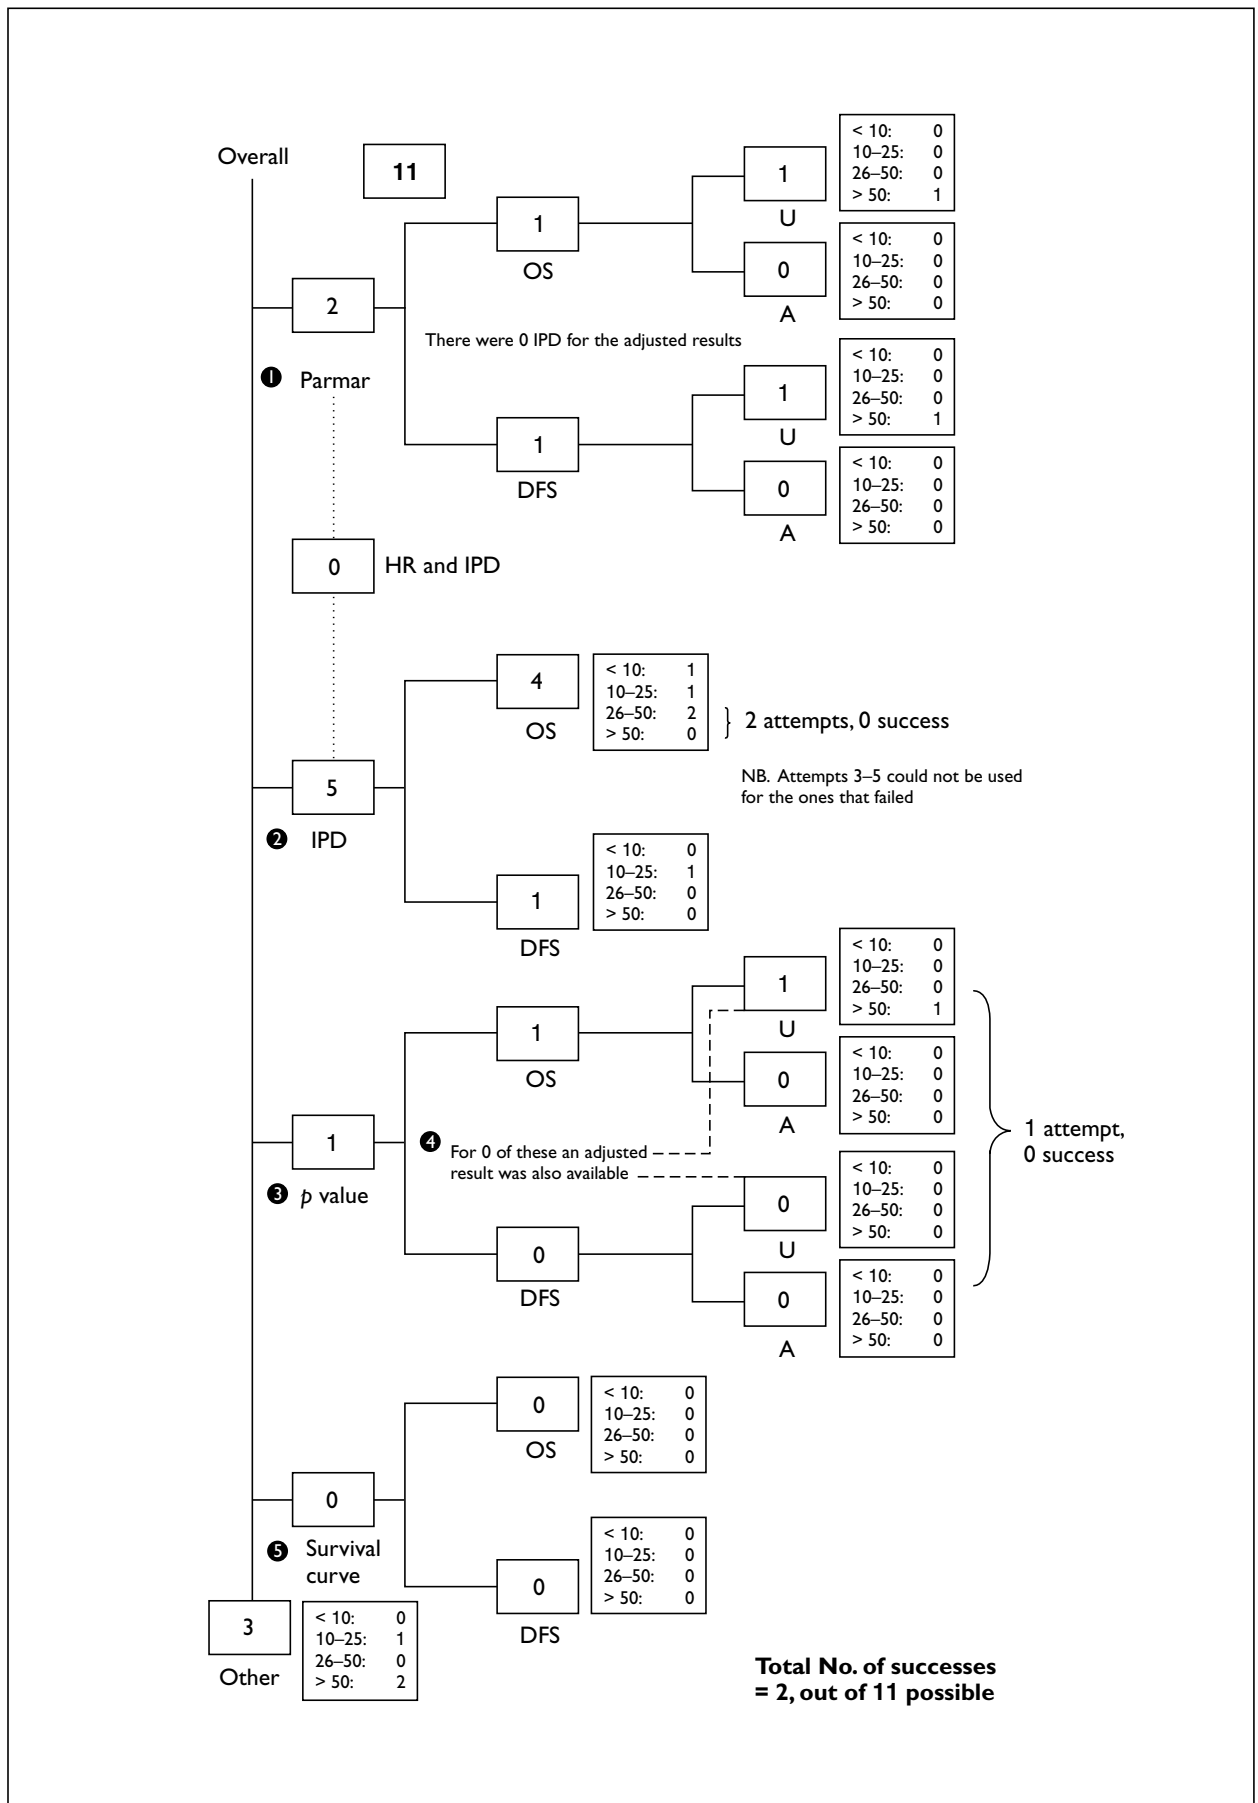 Overall
11
2
❶ Parmar
1
OS
1
U
< 10: 0
10–25: 0
26–50: 0
> 50: 1
0
A
< 10: 0
10–25: 0
26–50: 0
> 50: 0
There were 0 IPD for the adjusted results
1
DFS
1
U
< 10: 0
10–25: 0
26–50: 0
> 50: 1
0
A
< 10: 0
10–25: 0
26–50: 0
> 50: 0
0
HR and IPD
5
❷ IPD
4
OS
< 10: 1
10–25: 1
26–50: 2
> 50: 0
2 attempts, 0 success
NB. Attempts 3–5 could not be used
for the ones that failed
1
DFS
< 10: 0
10–25: 1
26–50: 0
> 50: 0
1
❸ p value
1
OS
1
U
< 10: 0
10–25: 0
26–50: 0
> 50: 1
0
A
< 10: 0
10–25: 0
26–50: 0
> 50: 0
❹ For 0 of these an adjusted
result was also available
0
DFS
0
U
< 10: 0
10–25: 0
26–50: 0
> 50: 0
0
A
< 10: 0
10–25: 0
26–50: 0
> 50: 0
1 attempt,
0 success
0
❺ Survival
curve
0
OS
< 10: 0
10–25: 0
26–50: 0
> 50: 0
0
DFS
< 10: 0
10–25: 0
26–50: 0
> 50: 0
3
Other
< 10: 0
10–25: 1
26–50: 0
> 50: 2
Total No. of successes
= 2, out of 11 possible